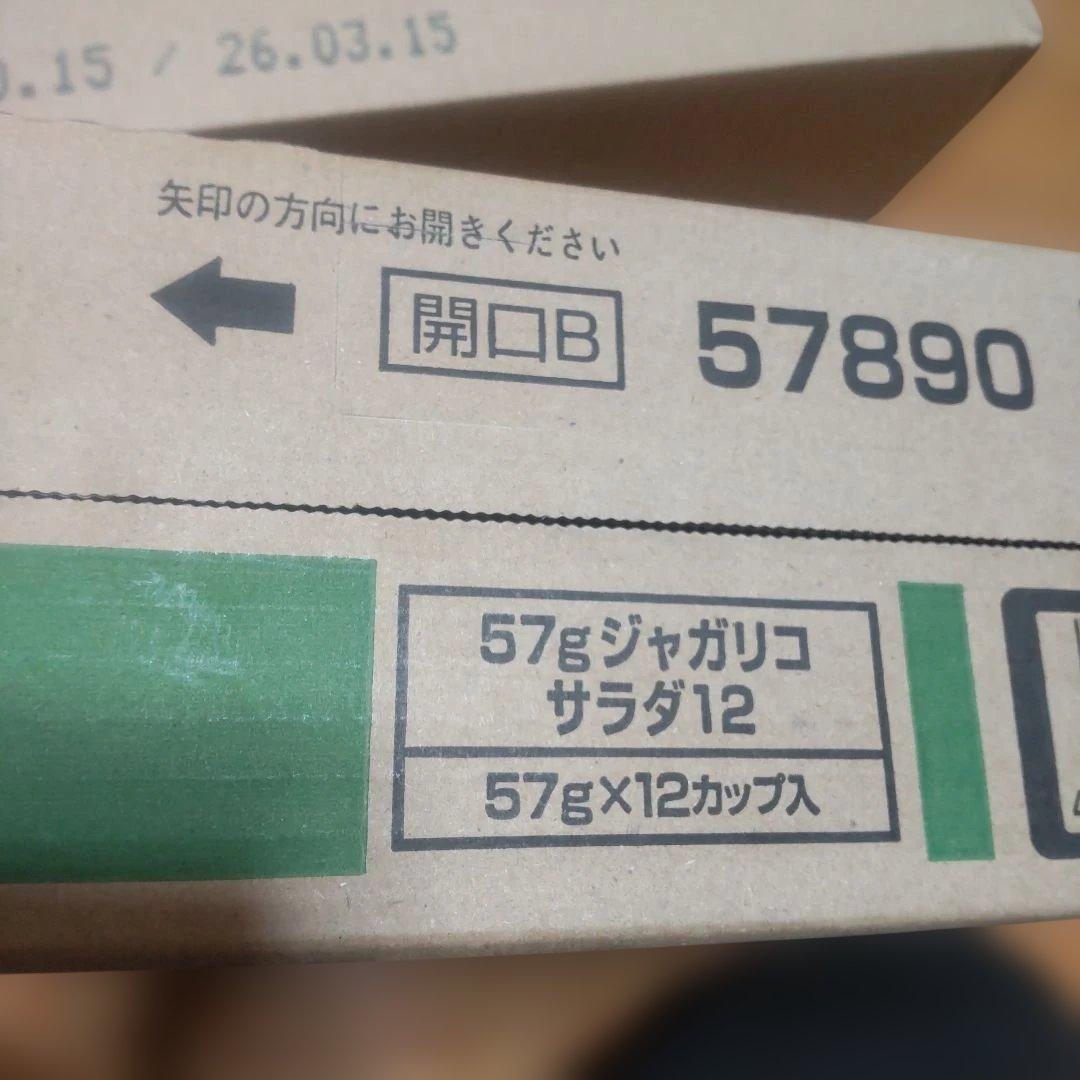 .15 / 26.03.15
矢印の方向にお開きください
開口B 57890
57gジャガリコ
サラダ12
57g×12カップ入